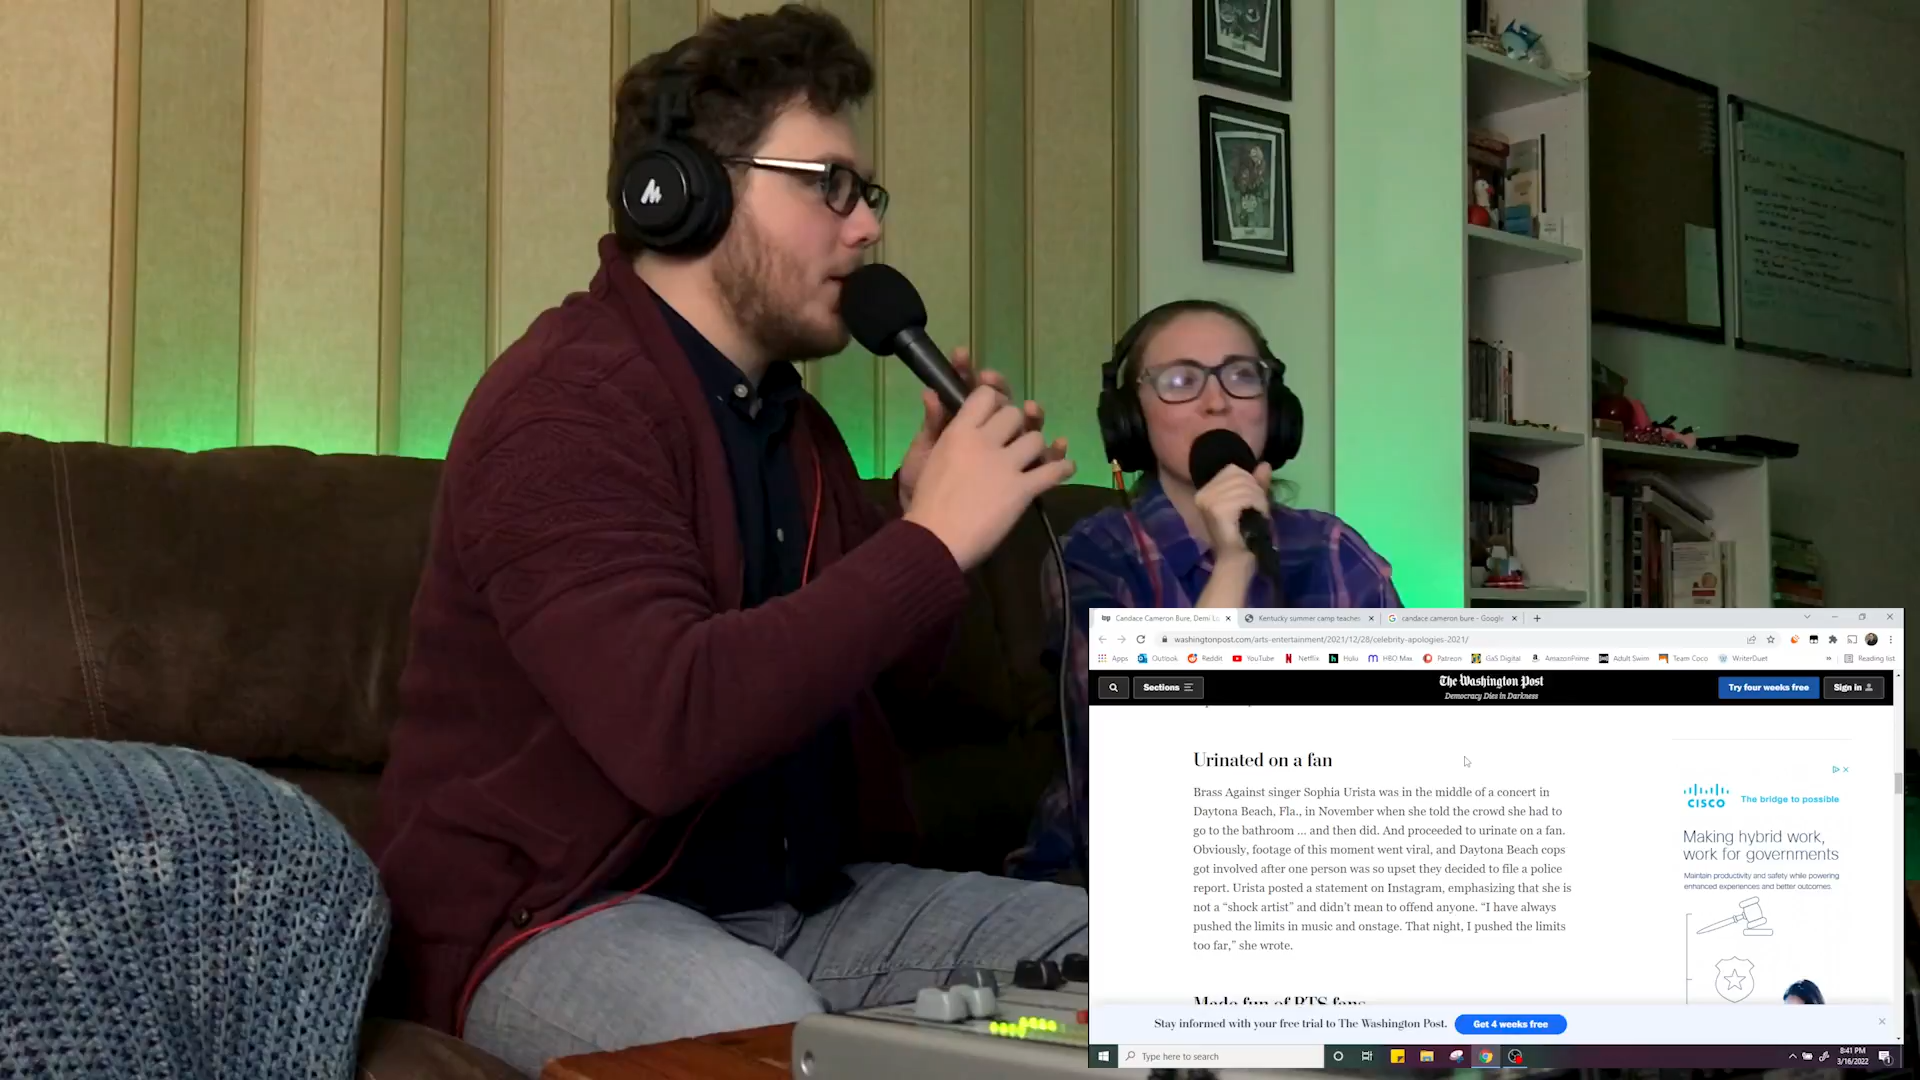 Candace Cameron Bure, Demi L
Kentucky summer camp teaches
candace cameron bure - Google
washingtonpost.com/arts-entertainment/2021/12/28/celebrity-apologies-2021/
Apps Outlook Reddit YouTube Netflix Hulu HBO Max Patreon GaS Digital AmazonPrime Adult Swim Team Coco WriterDuet » Reading list
Sections
The Washington Post
Democracy Dies in Darkness
Try four weeks free
Sign in
Urinated on a fan
Brass Against singer Sophia Urista was in the middle of a concert in
Daytona Beach, Fla., in November when she told the crowd she had to
go to the bathroom ... and then did. And proceeded to urinate on a fan.
Obviously, footage of this moment went viral, and Daytona Beach cops
got involved after one person was so upset they decided to file a police
report. Urista posted a statement on Instagram, emphasizing that she is
not a “shock artist” and didn’t mean to offend anyone. “I have always
pushed the limits in music and onstage. That night, I pushed the limits
too far,” she wrote.
Made fun of BTS fans
CISCO The bridge to possible
Making hybrid work,
work for governments
Maintain productivity and safety while powering
enhanced experiences and better outcomes.
Stay informed with your free trial to The Washington Post.
Get 4 weeks free
Type here to search
8:41 PM
3/16/2022